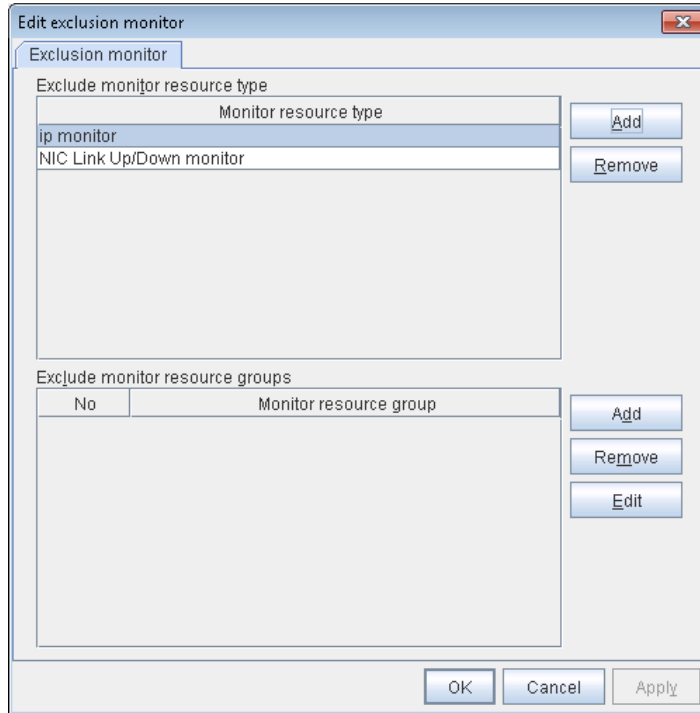 Edit exclusion monitor
Exclusion monitor
Exclude monitor resource type
Monitor resource type
Add
ip monitor
NIC Link Up/Down monitor
Remove
Exclude monitor resource groups
No Monitor resource group
Add
Remove
Edit
OK Cancel Apply